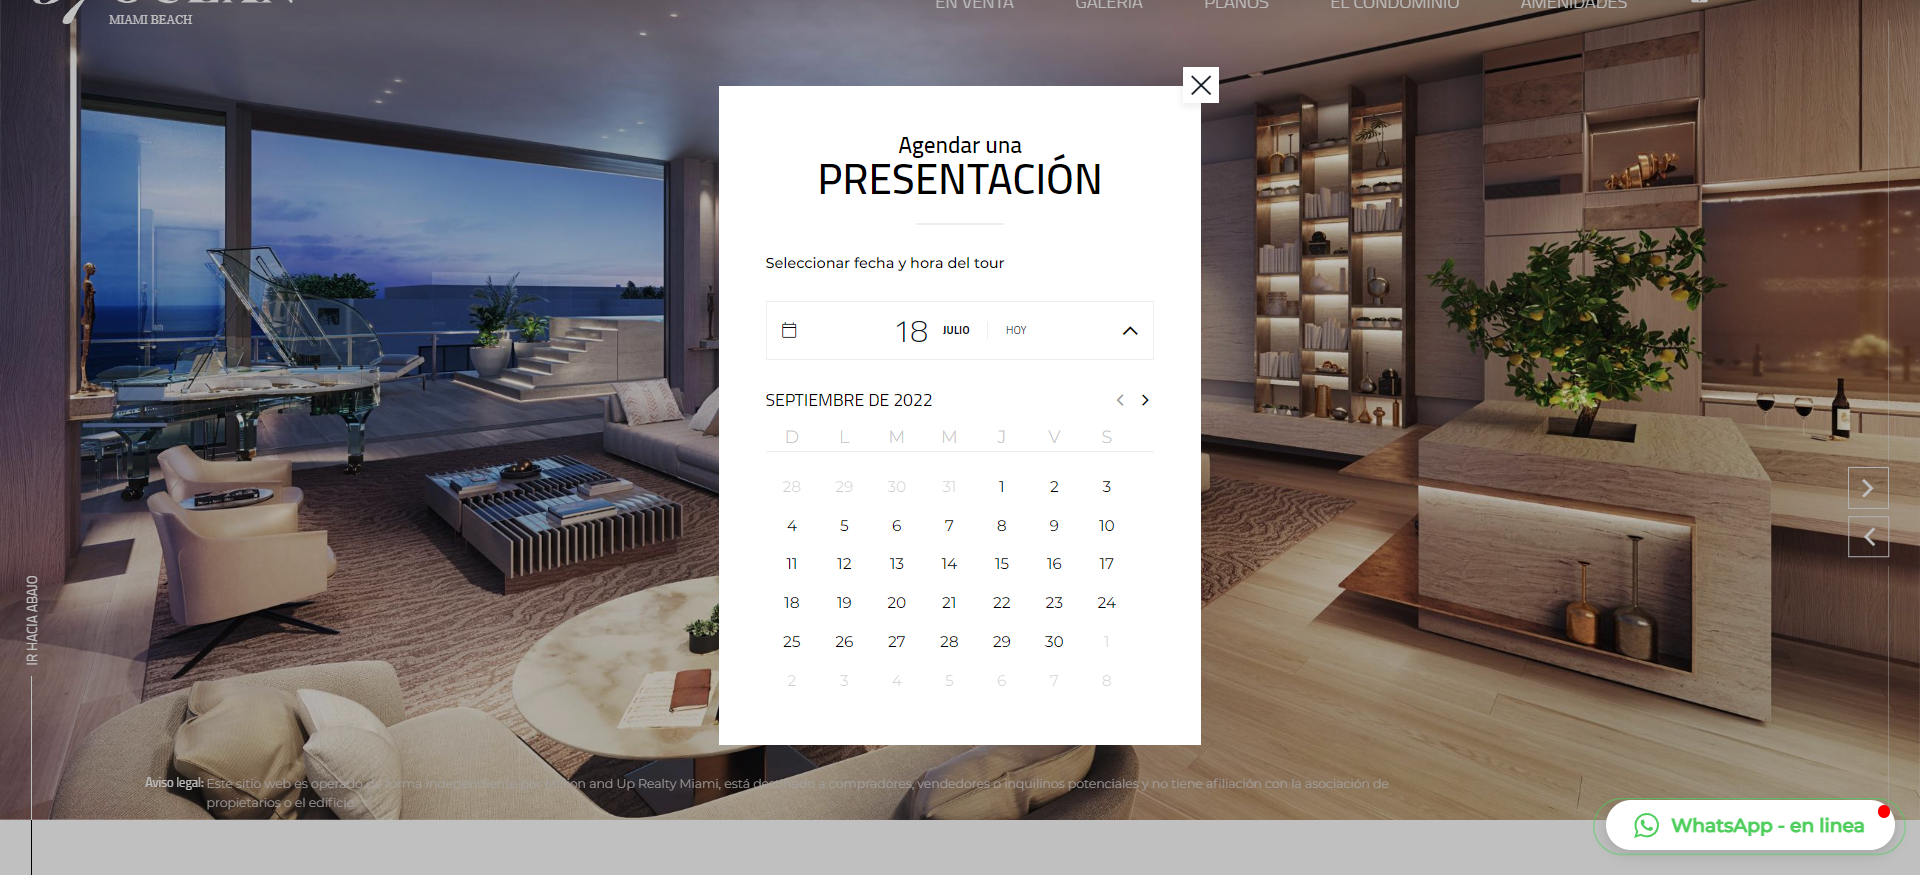 MIAMI BEACH
EN VENTA
GALERÍA
PLANOS
EL CONDOMINIO
AMENIDADES
Agendar una
PRESENTACIÓN
Seleccionar fecha y hora del tour
18 JULIO HOY
SEPTIEMBRE DE 2022
D L M M J V S
28 29 30 31 1 2 3
4 5 6 7 8 9 10
11 12 13 14 15 16 17
18 19 20 21 22 23 24
25 26 27 28 29 30 1
2 3 4 5 6 7 8
IR HACIA ABAJO
Aviso legal: Este sitio web es operado de forma and Up Realty Miami, está a compradores, vendedores o inquilinos potenciales y no tiene afiliación con la asociación de
propietarios o el edificio
WhatsApp - en linea